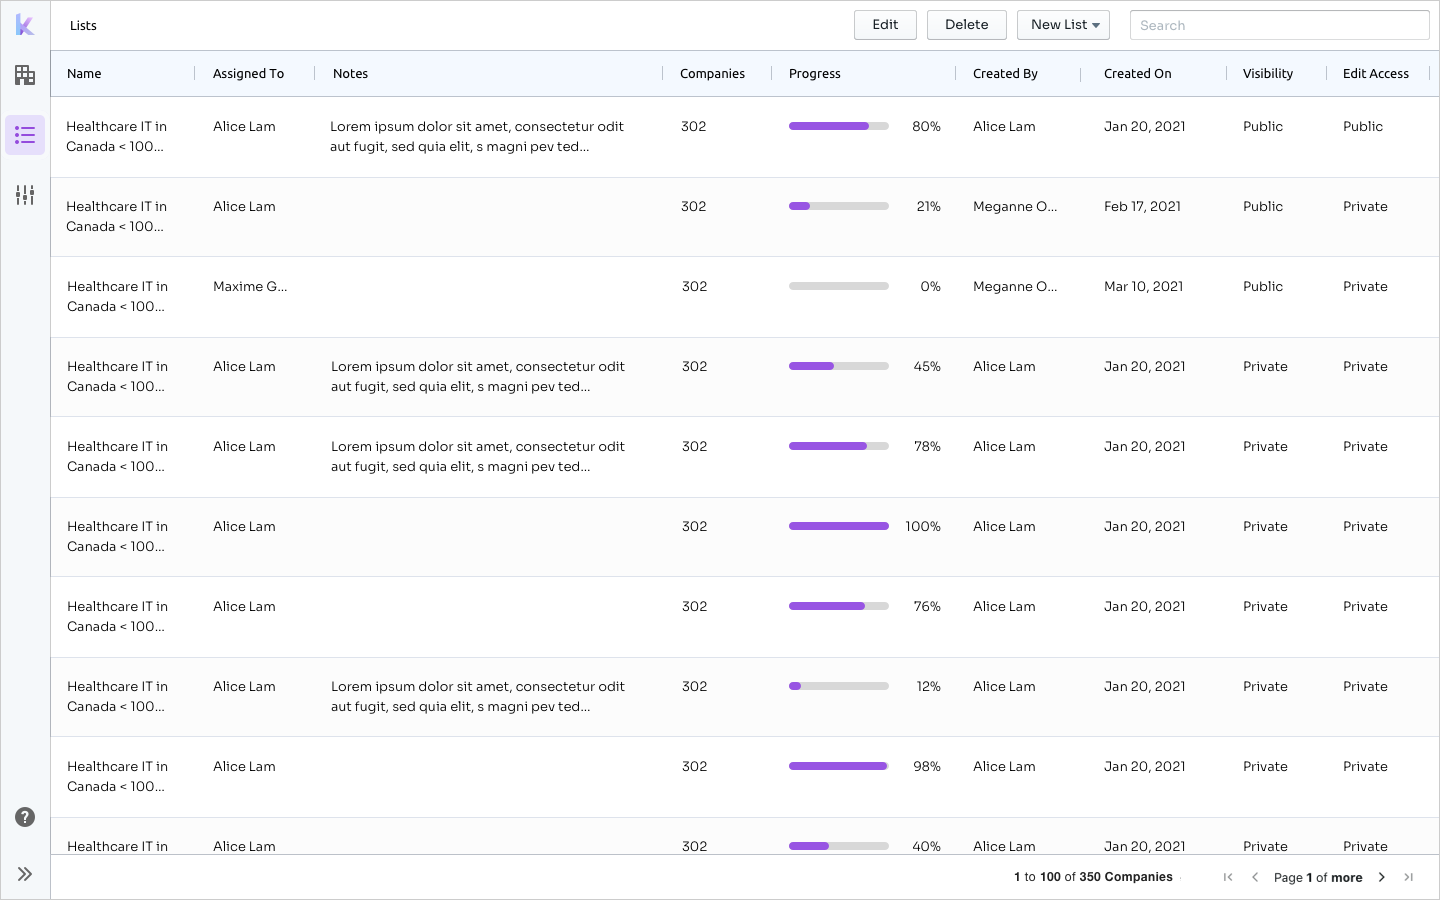 Lists
Edit
Delete
New List
Search
Name Assigned To Notes Companies Progress Created By Created On Visibility Edit Access
Healthcare IT in Alice Lam Lorem ipsum dolor sit amet, consectetur odit 302 80% Alice Lam Jan 20, 2021 Public Public
Canada < 100... aut fugit, sed quia elit, s magni pev ted...
Healthcare IT in Alice Lam 302 21% Meganne O... Feb 17, 2021 Public Private
Canada < 100...
Healthcare IT in Maxime G... 302 0% Meganne O... Mar 10, 2021 Public Private
Canada < 100...
Healthcare IT in Alice Lam Lorem ipsum dolor sit amet, consectetur odit 302 45% Alice Lam Jan 20, 2021 Private Private
Canada < 100... aut fugit, sed quia elit, s magni pev ted...
Healthcare IT in Alice Lam Lorem ipsum dolor sit amet, consectetur odit 302 78% Alice Lam Jan 20, 2021 Private Private
Canada < 100... aut fugit, sed quia elit, s magni pev ted...
Healthcare IT in Alice Lam 302 100% Alice Lam Jan 20, 2021 Private Private
Canada < 100...
Healthcare IT in Alice Lam 302 76% Alice Lam Jan 20, 2021 Private Private
Canada < 100...
Healthcare IT in Alice Lam Lorem ipsum dolor sit amet, consectetur odit 302 12% Alice Lam Jan 20, 2021 Private Private
Canada < 100... aut fugit, sed quia elit, s magni pev ted...
Healthcare IT in Alice Lam 302 98% Alice Lam Jan 20, 2021 Private Private
Canada < 100...
Healthcare IT in Alice Lam 302 40% Alice Lam Jan 20, 2021 Private Private
1 to 100 of 350 Companies Page 1 of more